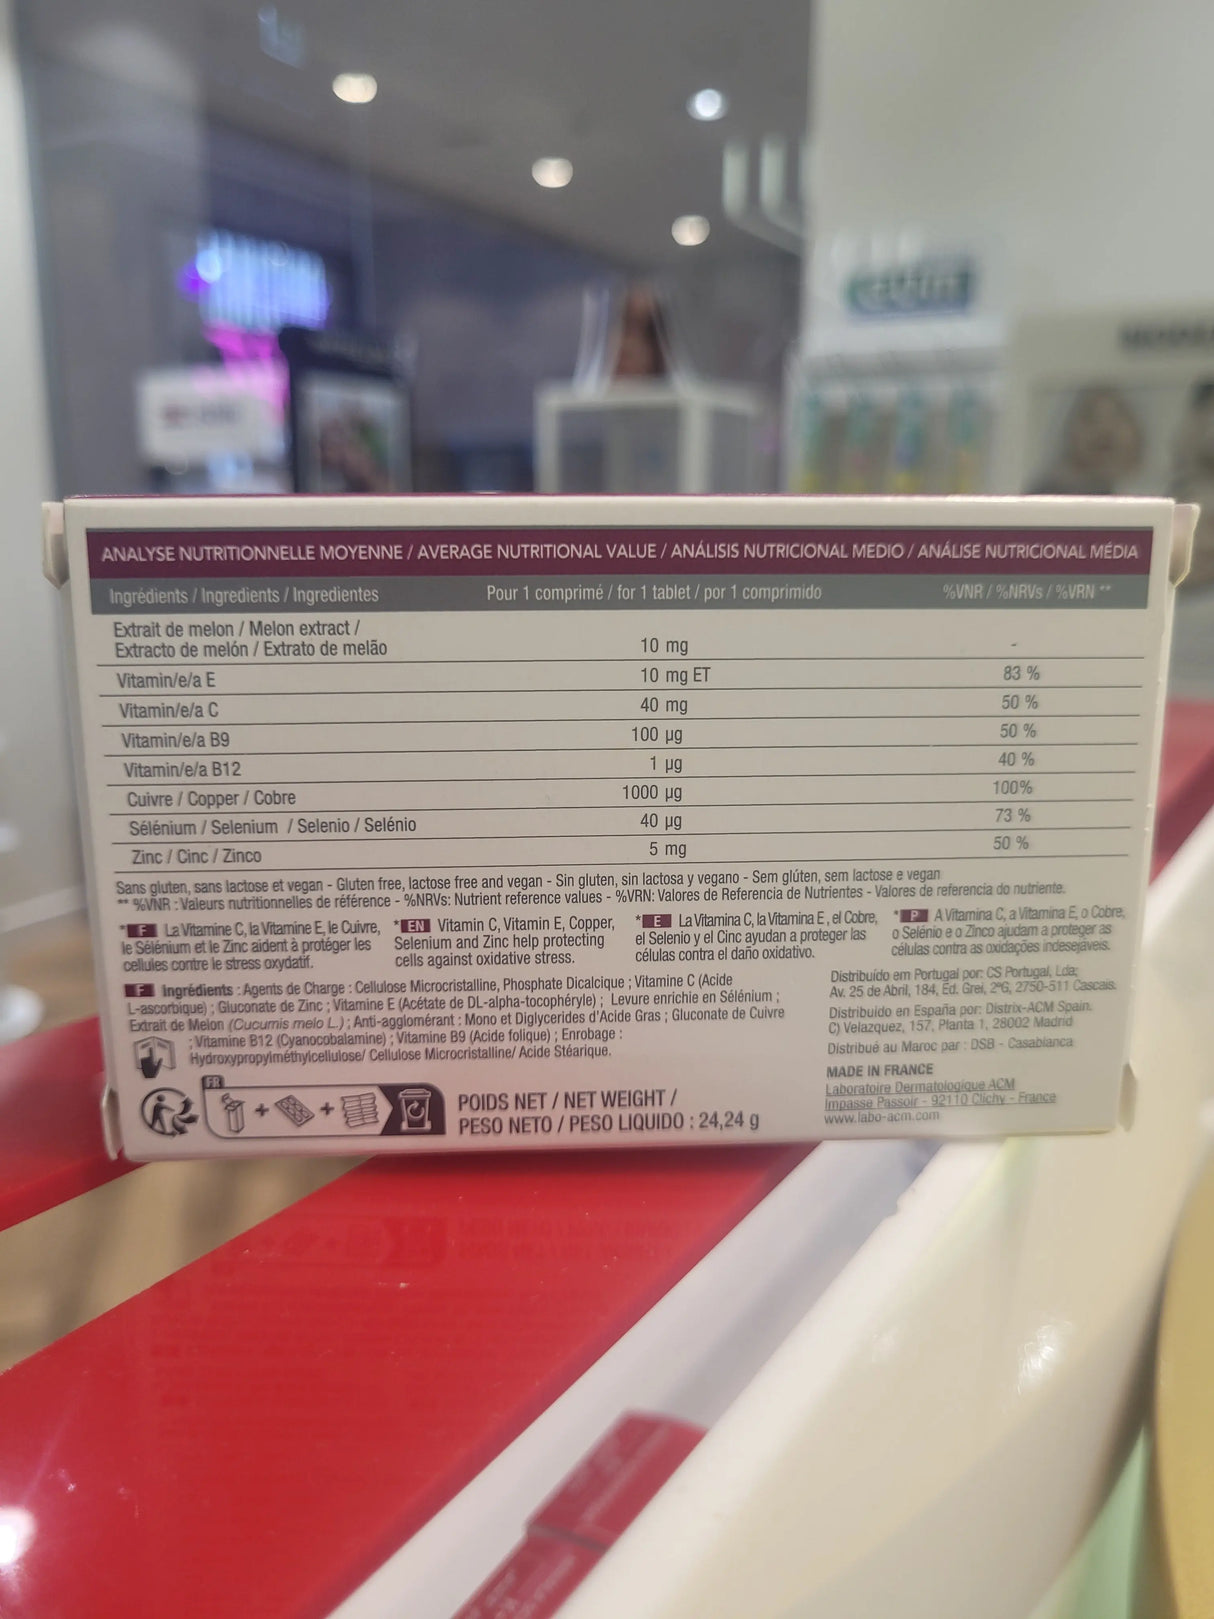 ANALYSE NUTRITIONNELLE MOYENNE / AVERAGE NUTRITIONAL VALUE / ANÁLISIS NUTRICIONAL MEDIO / ANÁLISE NUTRICIONAL MÉDIA
Ingrédients / Ingredients / Ingredientes Pour 1 comprimé / for 1 tablet / por 1 comprimido %VNR / %NRVs / %VRN **
Extrait de melon / Melon extract /
Extracto de melón / Extrato de melão 10 mg -
Vitamin/e/a E 10 mg ET 83 %
Vitamin/e/a C 40 mg 50 %
Vitamin/e/a B9 100 µg 50 %
Vitamin/e/a B12 1 µg 40 %
Cuivre / Copper / Cobre 1000 µg 100%
Sélénium / Selenium / Selenio / Selénio 40 µg 73 %
Zinc / Cinc / Zinco 5 mg 50 %
Sans gluten, sans lactose et vegan - Gluten free, lactose free and vegan - Sin gluten, sin lactosa y vegano - Sem glúten, sem lactose e vegan
** %VNR : Valeurs nutritionnelles de référence - %NRVs: Nutrient reference values - %VRN: Valores de Referencia de Nutrientes - Valores de referencia do nutriente.
* F La Vitamine C, la Vitamine E, le Cuivre,
le Sélénium et le Zinc aident à protéger les
cellules contre le stress oxydatif.
* EN Vitamin C, Vitamin E, Copper,
Selenium and Zinc help protecting
cells against oxidative stress.
* E La Vitamina C, la Vitamina E , el Cobre,
el Selenio y el Cinc ayudan a proteger las
células contra el daño oxidativo.
* P A Vitamina C, a Vitamina E, o Cobre,
o Selénio e o Zinco ajudam a proteger as
células contra as oxidações indesejáveis.
F Ingrédients : Agents de Charge : Cellulose Microcristalline, Phosphate Dicalcique ; Vitamine C (Acide
L-ascorbique) ; Gluconate de Zinc ; Vitamine E (Acétate de DL-alpha-tocophéryle) ; Levure enrichie en Sélénium ;
Extrait de Melon (Cucumis melo L.) ; Anti-agglomérant : Mono et Diglycerides d'Acide Gras ; Gluconate de Cuivre
; Vitamine B12 (Cyanocobalamine) ; Vitamine B9 (Acide folique) ; Enrobage :
Hydroxypropylméthylcellulose/ Cellulose Microcristalline/ Acide Stéarique.
Distribuído em Portugal por: CS Portugal, Lda;
Av. 25 de Abril, 184, Ed. Grei, 2ºG, 2750-511 Cascais.
Distribuido en España por: Distrix-ACM Spain.
C) Velazquez, 157, Planta 1, 28002 Madrid
Distribué au Maroc par : DSB - Casablanca
MADE IN FRANCE
Laboratoire Dermatologique ACM
Impasse Passoir - 92110 Clichy - France
www.labo-acm.com
FR
POIDS NET / NET WEIGHT /
PESO NETO / PESO LIQUIDO : 24,24 g